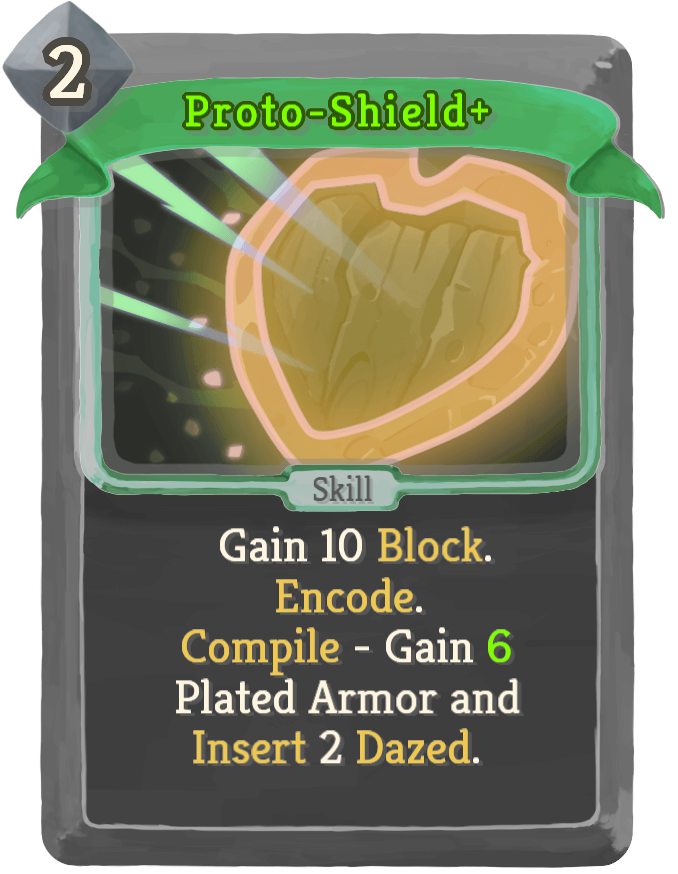 2
Proto-Shield+
Skill
Gain 10 Block.
Encode.
Compile - Gain 6
Plated Armor and
Insert 2 Dazed.